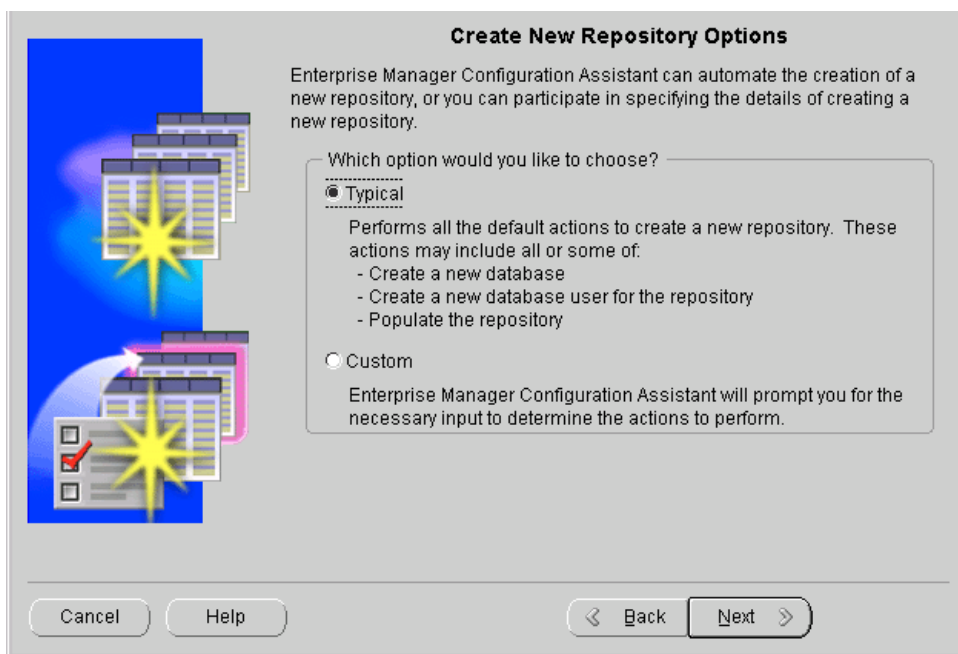 Create New Repository Options
Enterprise Manager Configuration Assistant can automate the creation of a
new repository, or you can participate in specifying the details of creating a
new repository.
Which option would you like to choose?
Typical
Performs all the default actions to create a new repository. These
actions may include all or some of:
- Create a new database
- Create a new database user for the repository
- Populate the repository
Custom
Enterprise Manager Configuration Assistant will prompt you for the
necessary input to determine the actions to perform.
Cancel Help Back Next